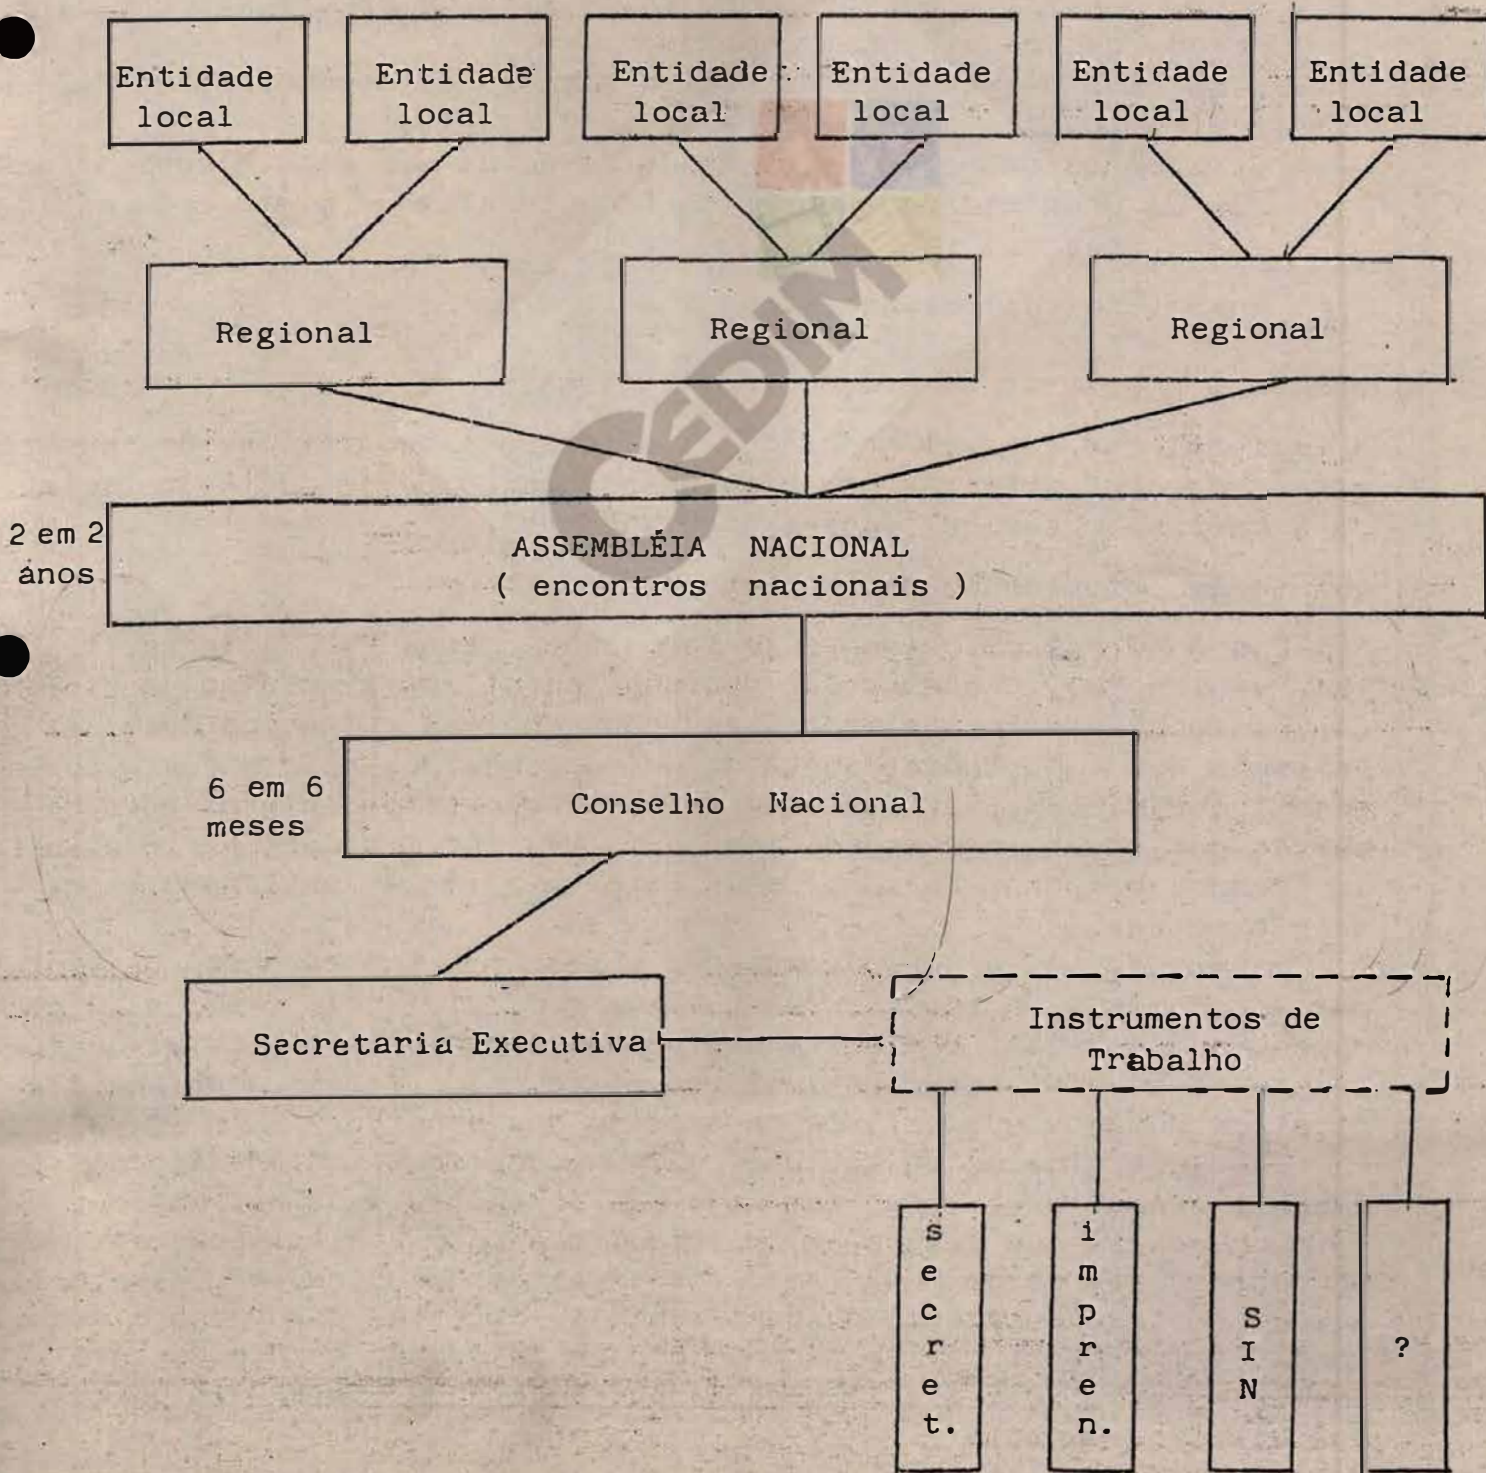 Entidade
local
Entidade
local
Entidade
local
Entidade
local
Entidade
local
Entidade
local
Regional
Regional
Regional
CEDIM
2 em 2
anos
ASSEMBLÉIA NACIONAL
( encontros nacionais )
6 em 6
meses
Conselho Nacional
Secretaria Executiva
Instrumentos de
Trabalho
secret.
impren.
SIN
?